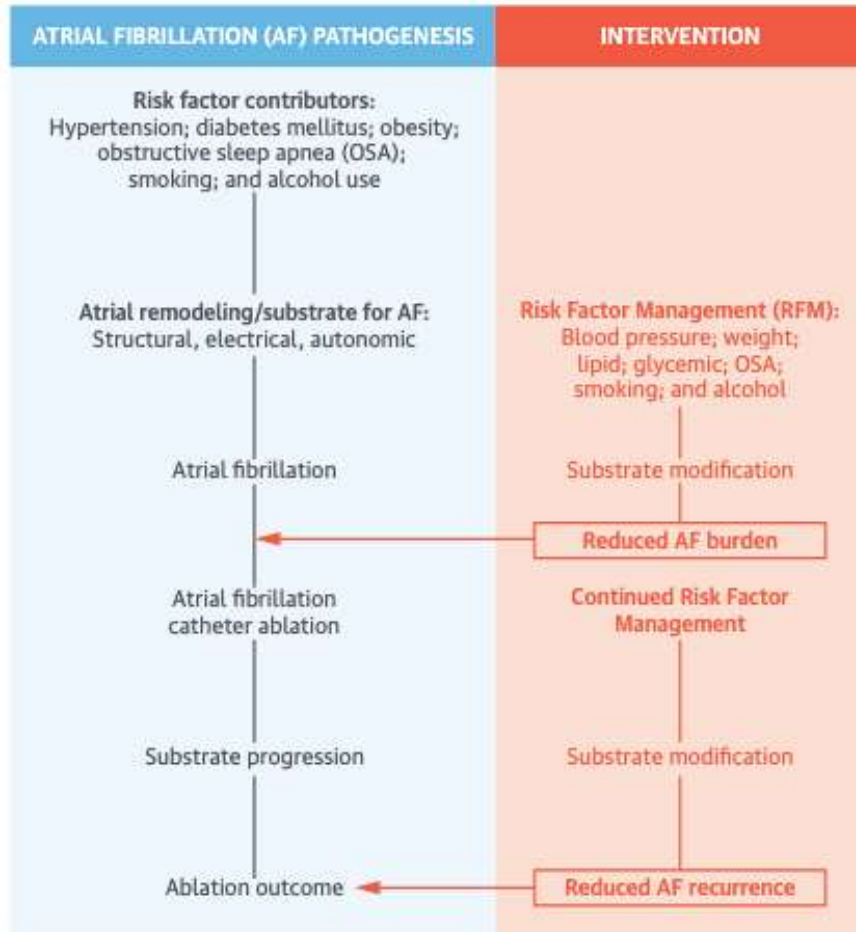 ATRIAL FIBRILLATION (AF) PATHOGENESIS
INTERVENTION
Risk factor contributors:
Hypertension; diabetes mellitus; obesity;
obstructive sleep apnea (OSA);
smoking; and alcohol use
Atrial remodeling/substrate for AF:
Structural, electrical, autonomic
Risk Factor Management (RFM):
Blood pressure; weight;
lipid; glycemic; OSA;
smoking; and alcohol
Atrial fibrillation
Substrate modification
Reduced AF burden
Atrial fibrillation
catheter ablation
Continued Risk Factor
Management
Substrate progression
Substrate modification
Ablation outcome
Reduced AF recurrence